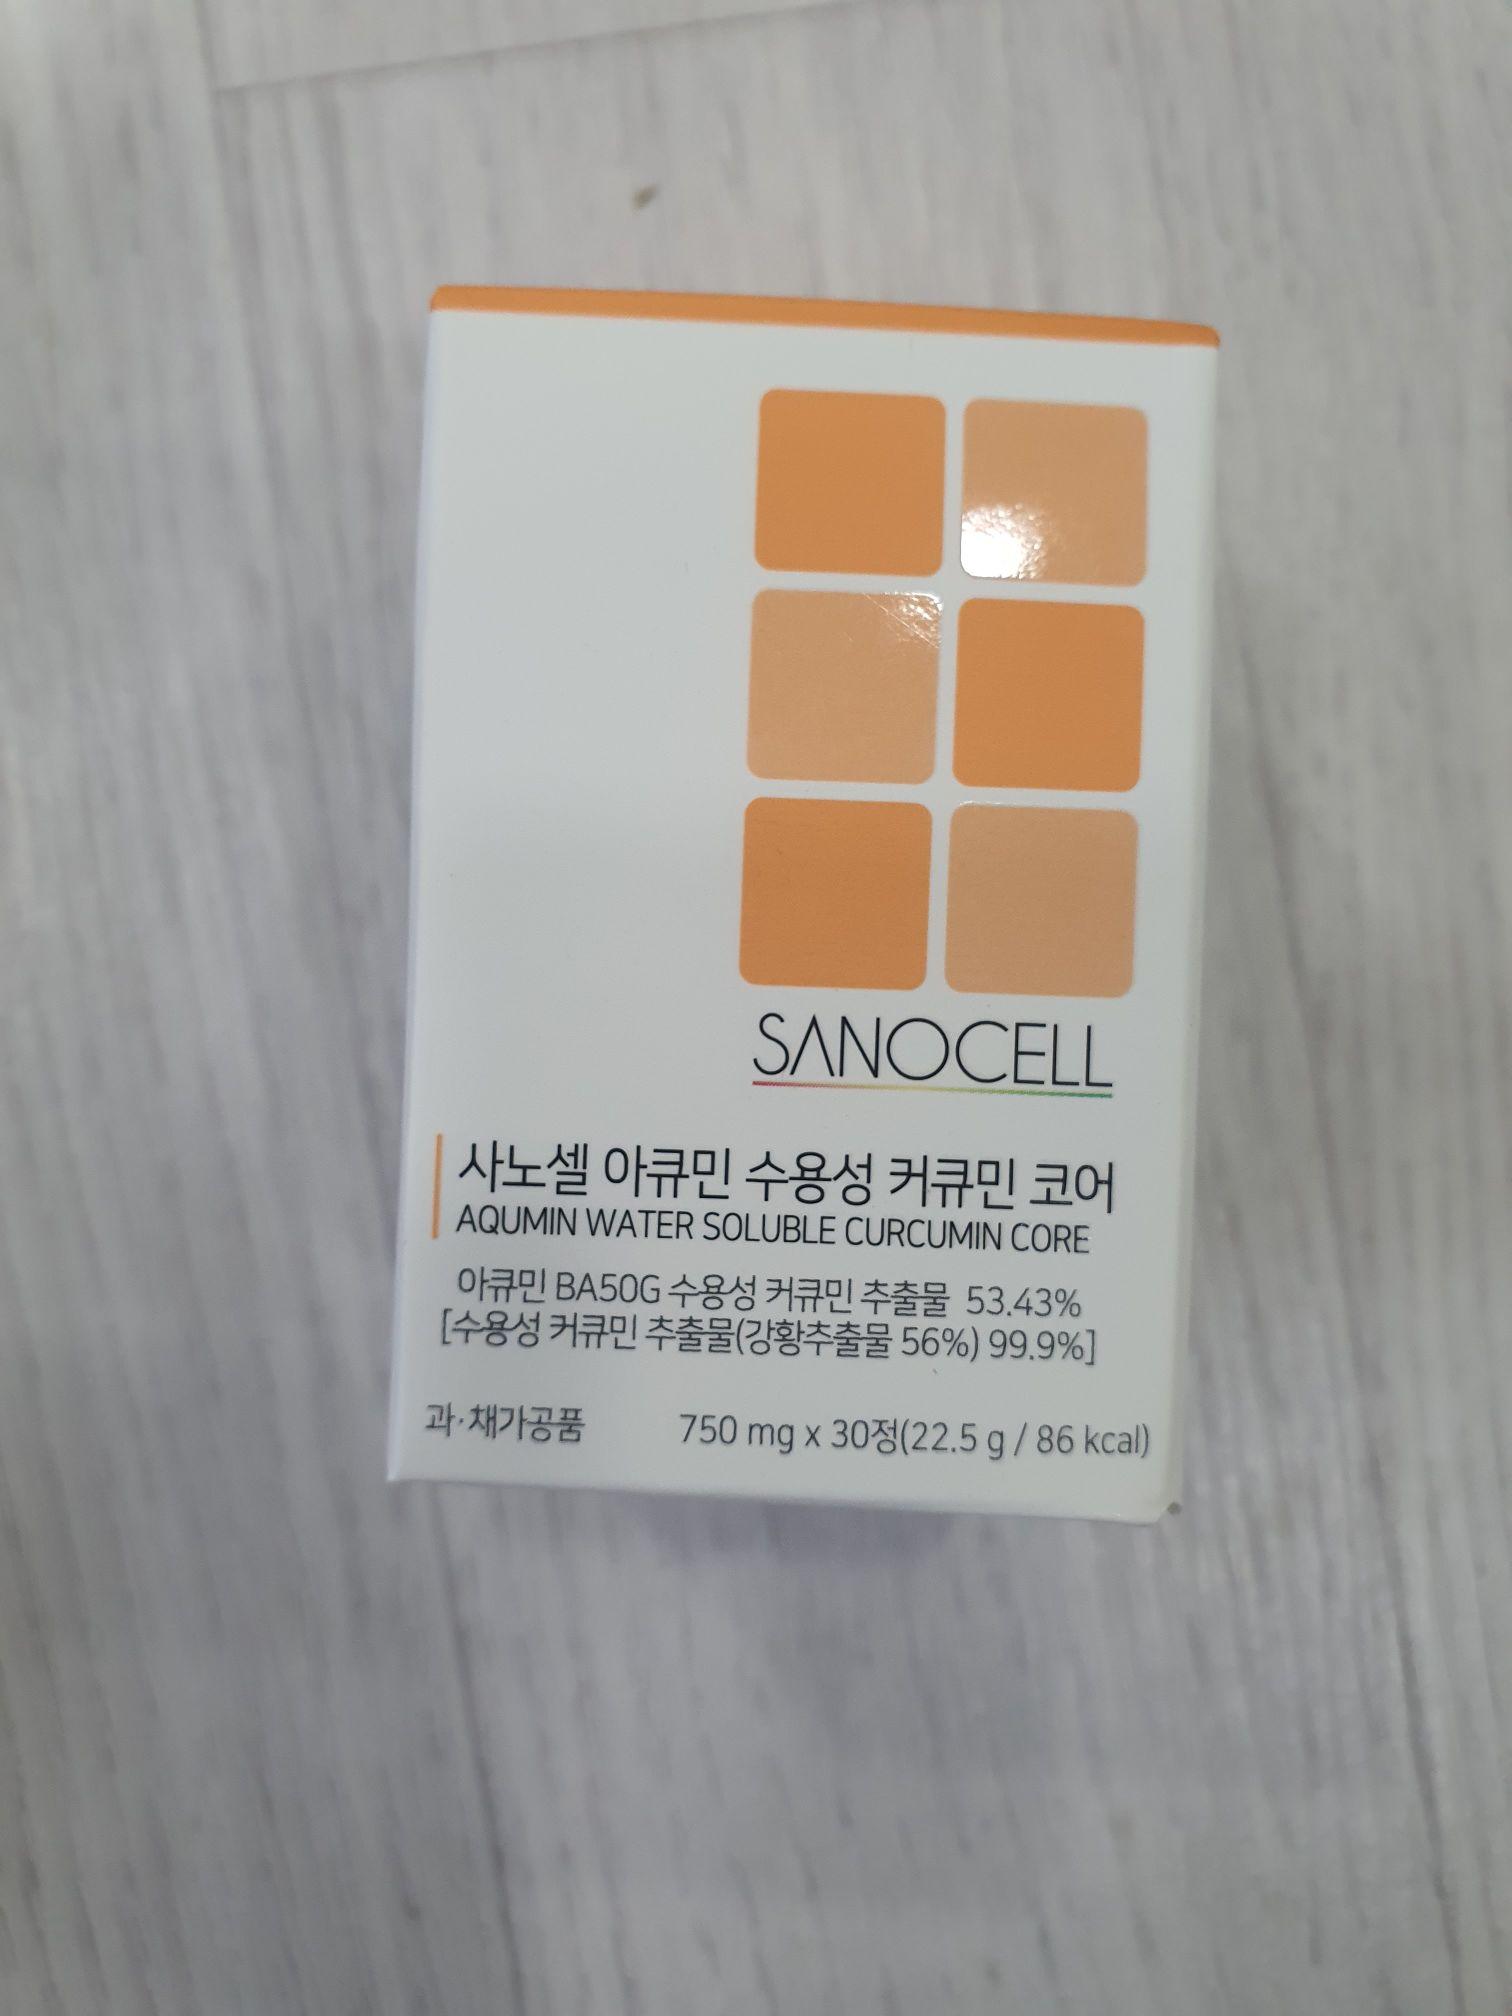 SANOCELL
사노셀 아큐민 수용성 커큐민 코어
AQUMIN WATER SOLUBLE CURCUMIN CORE
아큐민 BA50G 수용성 커큐민 추출물 53.43%
[수용성 커큐민 추출물(강황추출물 56%) 99.9%]
과·채가공품 750 mg x 30정(22.5 g / 86 kcal)